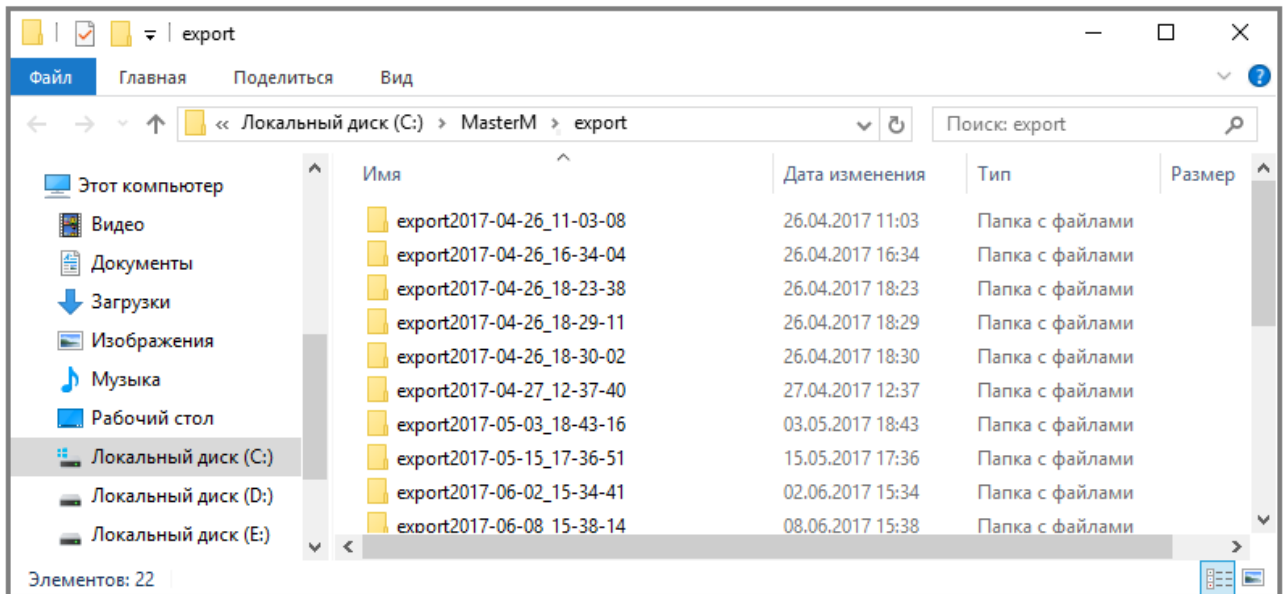 export
Файл Главная Поделиться Вид
« Локальный диск (C:) > MasterM > export Поиск: export
Этот компьютер
Видео
Документы
Загрузки
Изображения
Музыка
Рабочий стол
Локальный диск (C:)
Локальный диск (D:)
Локальный диск (E:)
Имя Дата изменения Тип Размер
export2017-04-26_11-03-08 26.04.2017 11:03 Папка с файлами
export2017-04-26_16-34-04 26.04.2017 16:34 Папка с файлами
export2017-04-26_18-23-38 26.04.2017 18:23 Папка с файлами
export2017-04-26_18-29-11 26.04.2017 18:29 Папка с файлами
export2017-04-26_18-30-02 26.04.2017 18:30 Папка с файлами
export2017-04-27_12-37-40 27.04.2017 12:37 Папка с файлами
export2017-05-03_18-43-16 03.05.2017 18:43 Папка с файлами
export2017-05-15_17-36-51 15.05.2017 17:36 Папка с файлами
export2017-06-02_15-34-41 02.06.2017 15:34 Папка с файлами
export2017-06-08_15-38-14 08.06.2017 15:38 Папка с файлами
Элементов: 22